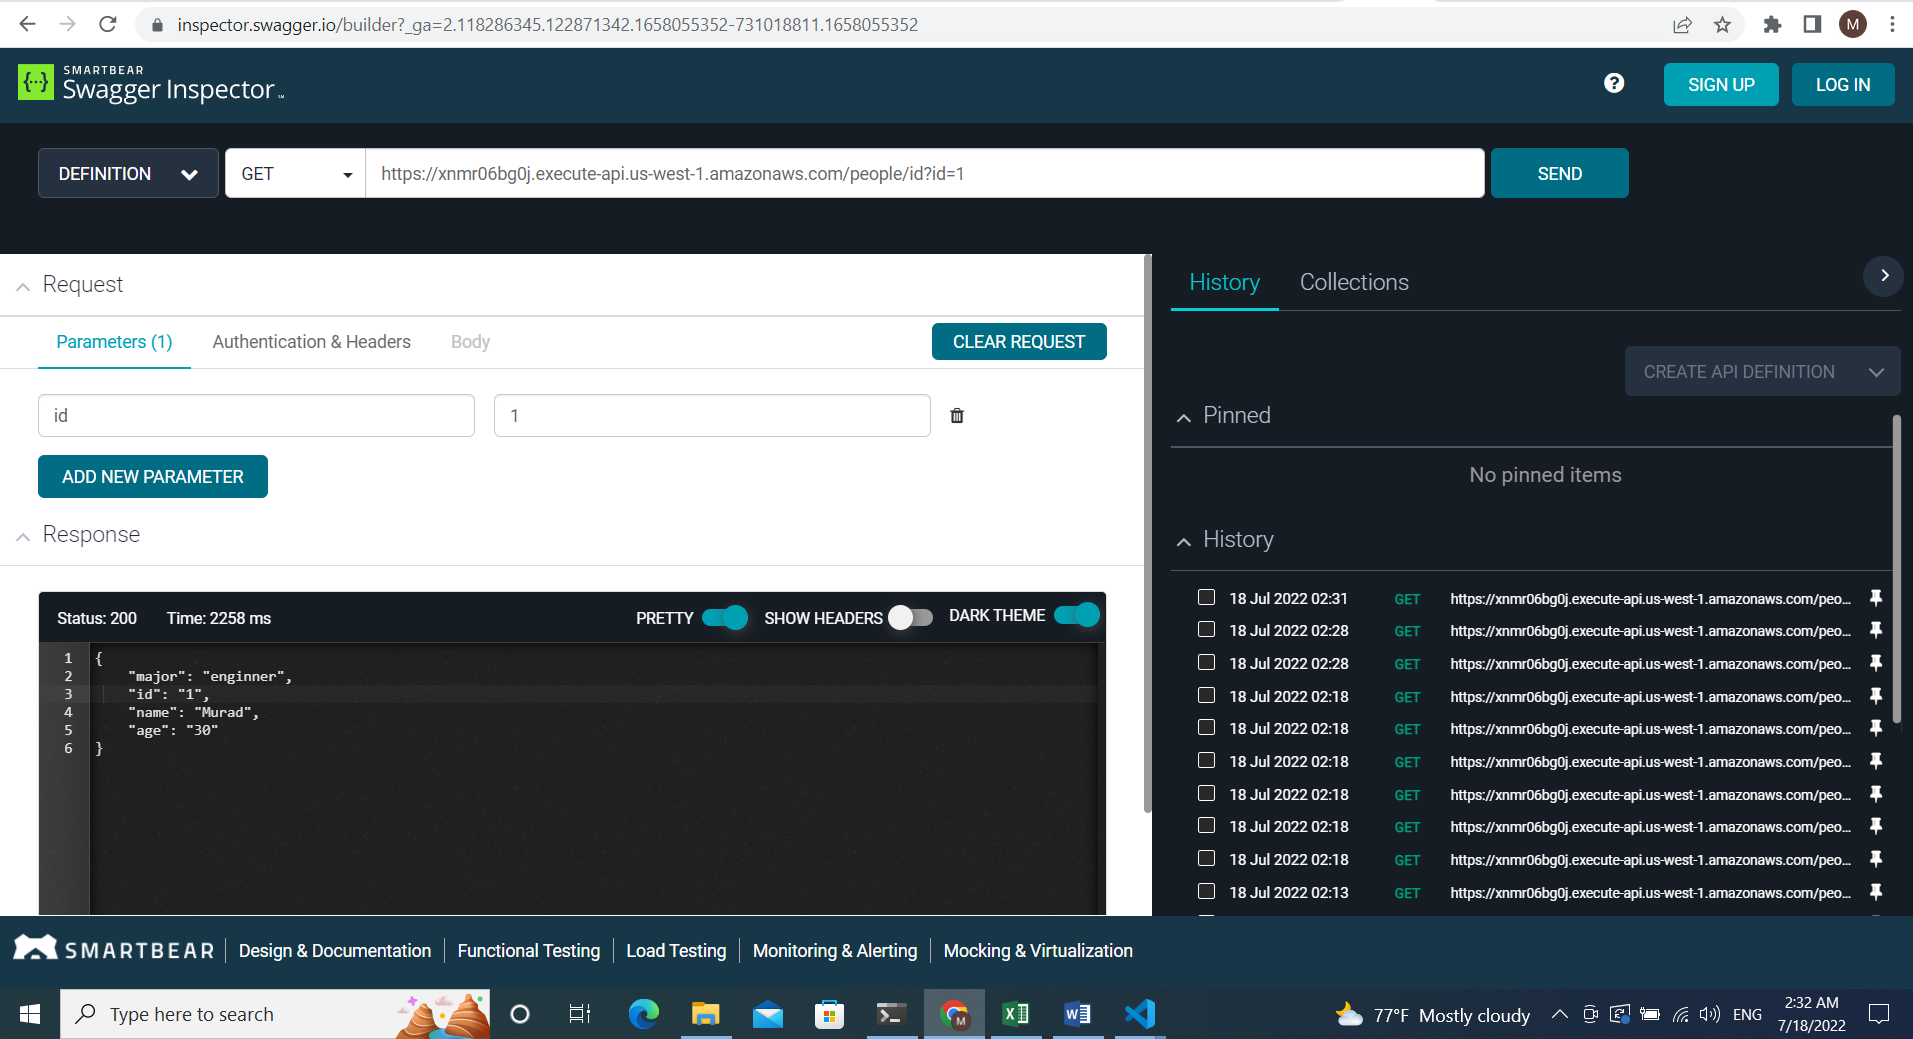 inspector.swagger.io/builder?_ga=2.118286345.122871342.1658055352-731018811.1658055352
M
{···}
SMARTBEAR
Swagger Inspector
?
SIGN UP
LOG IN
DEFINITION
GET
https://xnmr06bg0j.execute-api.us-west-1.amazonaws.com/people/id?id=1
SEND
Request
Parameters (1)
Authentication & Headers
Body
CLEAR REQUEST
id
1
ADD NEW PARAMETER
Response
Status: 200 Time: 2258 ms PRETTY SHOW HEADERS DARK THEME
1 {
2 "major": "enginner",
3 "id": "1",
4 "name": "Murad",
5 "age": "30"
6 }
History
Collections
CREATE API DEFINITION
Pinned
No pinned items
History
18 Jul 2022 02:31 GET https://xnmr06bg0j.execute-api.us-west-1.amazonaws.com/peo...
18 Jul 2022 02:28 GET https://xnmr06bg0j.execute-api.us-west-1.amazonaws.com/peo...
18 Jul 2022 02:28 GET https://xnmr06bg0j.execute-api.us-west-1.amazonaws.com/peo...
18 Jul 2022 02:18 GET https://xnmr06bg0j.execute-api.us-west-1.amazonaws.com/peo...
18 Jul 2022 02:18 GET https://xnmr06bg0j.execute-api.us-west-1.amazonaws.com/peo...
18 Jul 2022 02:18 GET https://xnmr06bg0j.execute-api.us-west-1.amazonaws.com/peo...
18 Jul 2022 02:18 GET https://xnmr06bg0j.execute-api.us-west-1.amazonaws.com/peo...
18 Jul 2022 02:18 GET https://xnmr06bg0j.execute-api.us-west-1.amazonaws.com/peo...
18 Jul 2022 02:18 GET https://xnmr06bg0j.execute-api.us-west-1.amazonaws.com/peo...
18 Jul 2022 02:13 GET https://xnmr06bg0j.execute-api.us-west-1.amazonaws.com/peo...
SMARTBEAR
Design & Documentation
Functional Testing
Load Testing
Monitoring & Alerting
Mocking & Virtualization
Type here to search
M
77°F Mostly cloudy
ENG
2:32 AM
7/18/2022